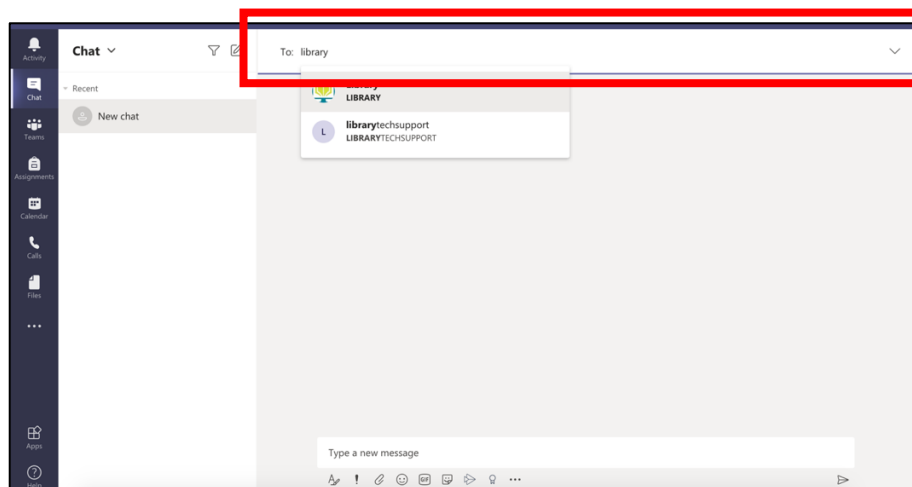 Activity
Chat
Teams
Assignments
Calendar
Calls
Files
Apps
Help
Chat
Recent
New chat
To: library
LIBRARY
L
librarytechsupport
LIBRARYTECHSUPPORT
Type a new message
GIF